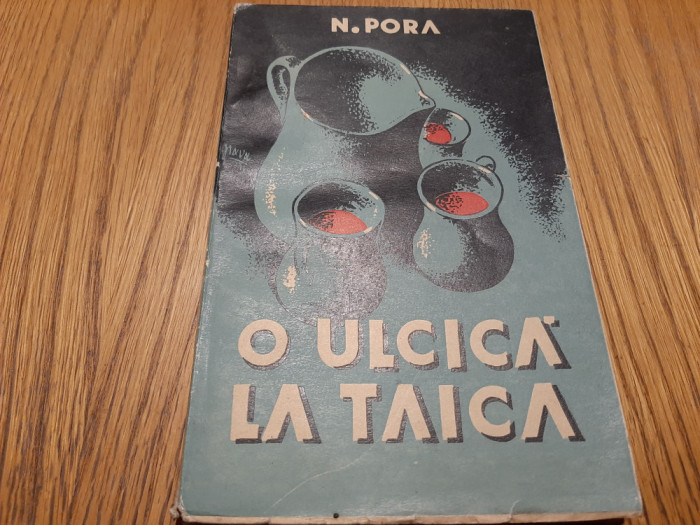 N. PORA
O ULCICĂ
LA TAICA